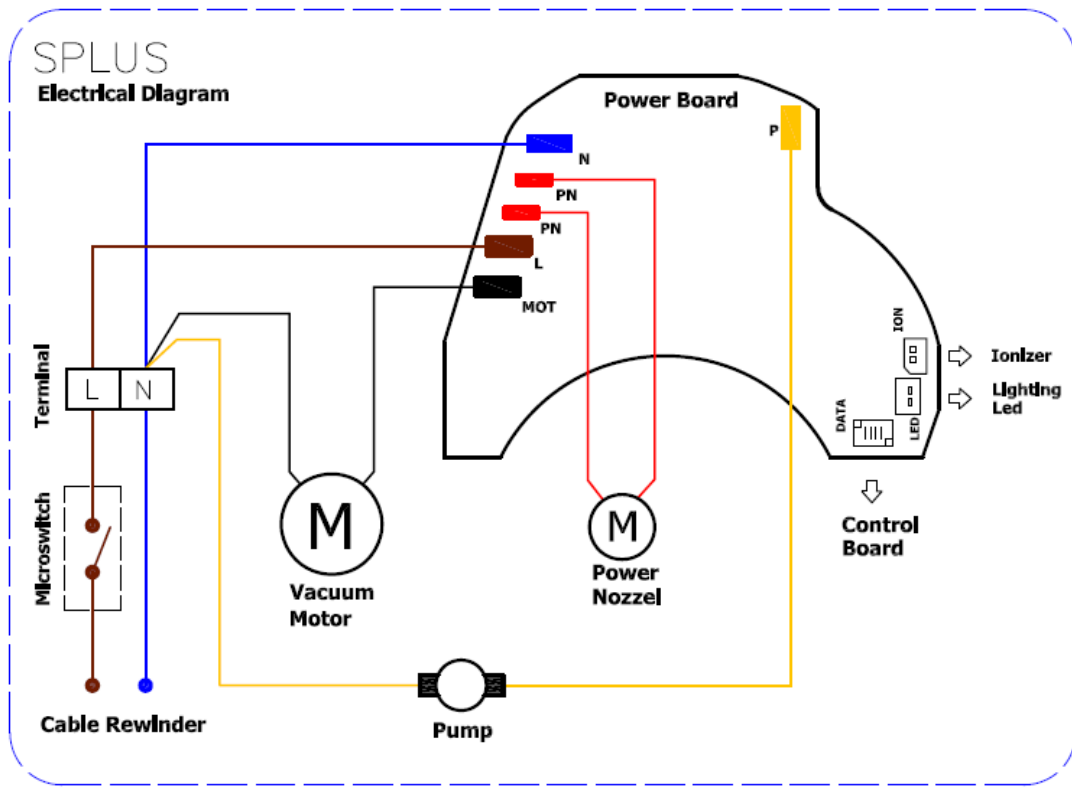 SPLUS
Electrical Diagram
Power Board
P
N
PN
PN
L
MOT
ION
Ionizer
Lighting
Led
LED
DATA
Control
Board
Terminal
L
N
Microswitch
M
Vacuum
Motor
M
Power
Nozzel
Cable Rewinder
Pump